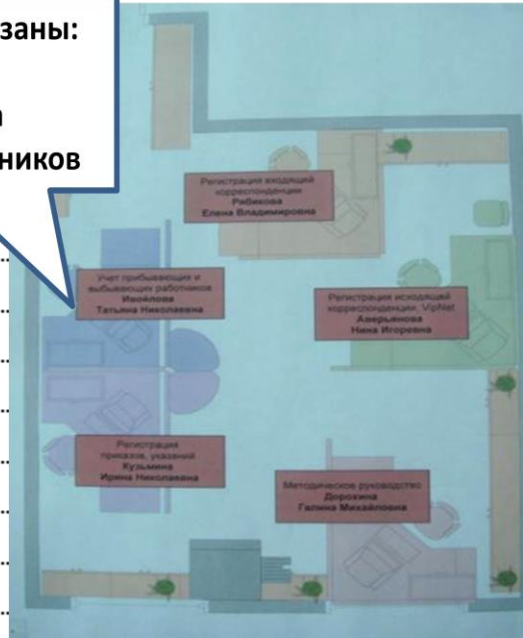 заны:
а
ников
Регистрация входящей
корреспонденции
Рябикова
Елена Владимировна
Учет прибывающих и
выбывающих работников
Ивойлова
Татьяна Николаевна
Регистрация исходящей
корреспонденции, VipNet
Аверьянова
Нина Игоревна
Регистрация
приказов, указаний
Кузьмина
Ирина Николаевна
Методическое руководство
Дорохина
Галина Михайловна